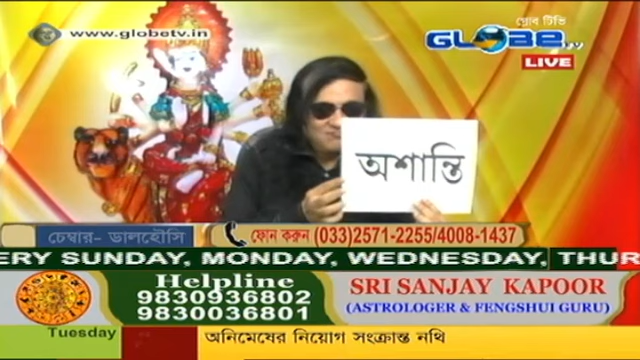 www.globetv.in
গ্লোব টিভি
GLOBE TV
LIVE
অশান্তি
চেম্বার- ডালহৌসি
ফোন করুন (033)2571-2255/4008-1437
ERY SUNDAY, MONDAY, WEDNESDAY, THUR
Helpline
9830936802
9830036801
SRI SANJAY KAPOOR
(ASTROLOGER & FENGSHUI GURU)
Tuesday
অনিমেষের নিয়োগ সংক্রান্ত নথি